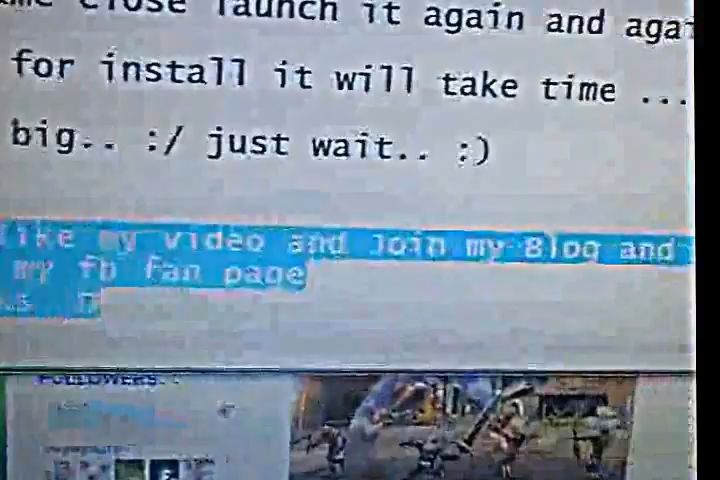 close launch it again and agai
for install it will take time ...
big.. :/ just wait.. :)
like my video and Join my Blog and
my fb fan page
FOLLOWERS